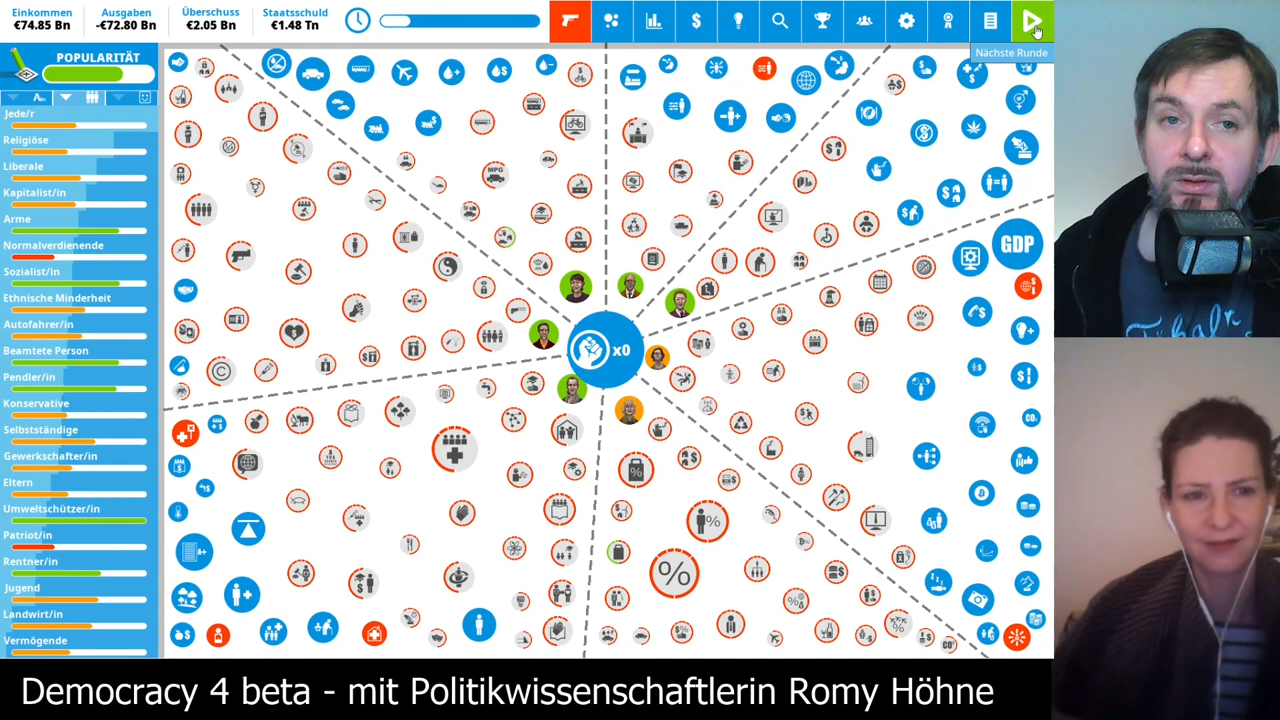 Einkommen Ausgaben Überschuss Staatsschuld
€74.85 Bn -€72.80 Bn €2.05 Bn €1.48 Tn
Nächste Runde
POPULARITÄT
Jede/r
Religiöse
Liberale
Kapitalist/in
Arme
Normalverdienende
Sozialist/in
Ethnische Minderheit
Autofahrer/in
Beamtete Person
Pendler/in
Konservative
Selbstständige
Gewerkschafter/in
Eltern
Umweltschützer/in
Patriot/in
Rentner/in
Jugend
Landwirt/in
Vermögende
MPG
GDP
x0
%
Democracy 4 beta - mit Politikwissenschaftlerin Romy Höhne